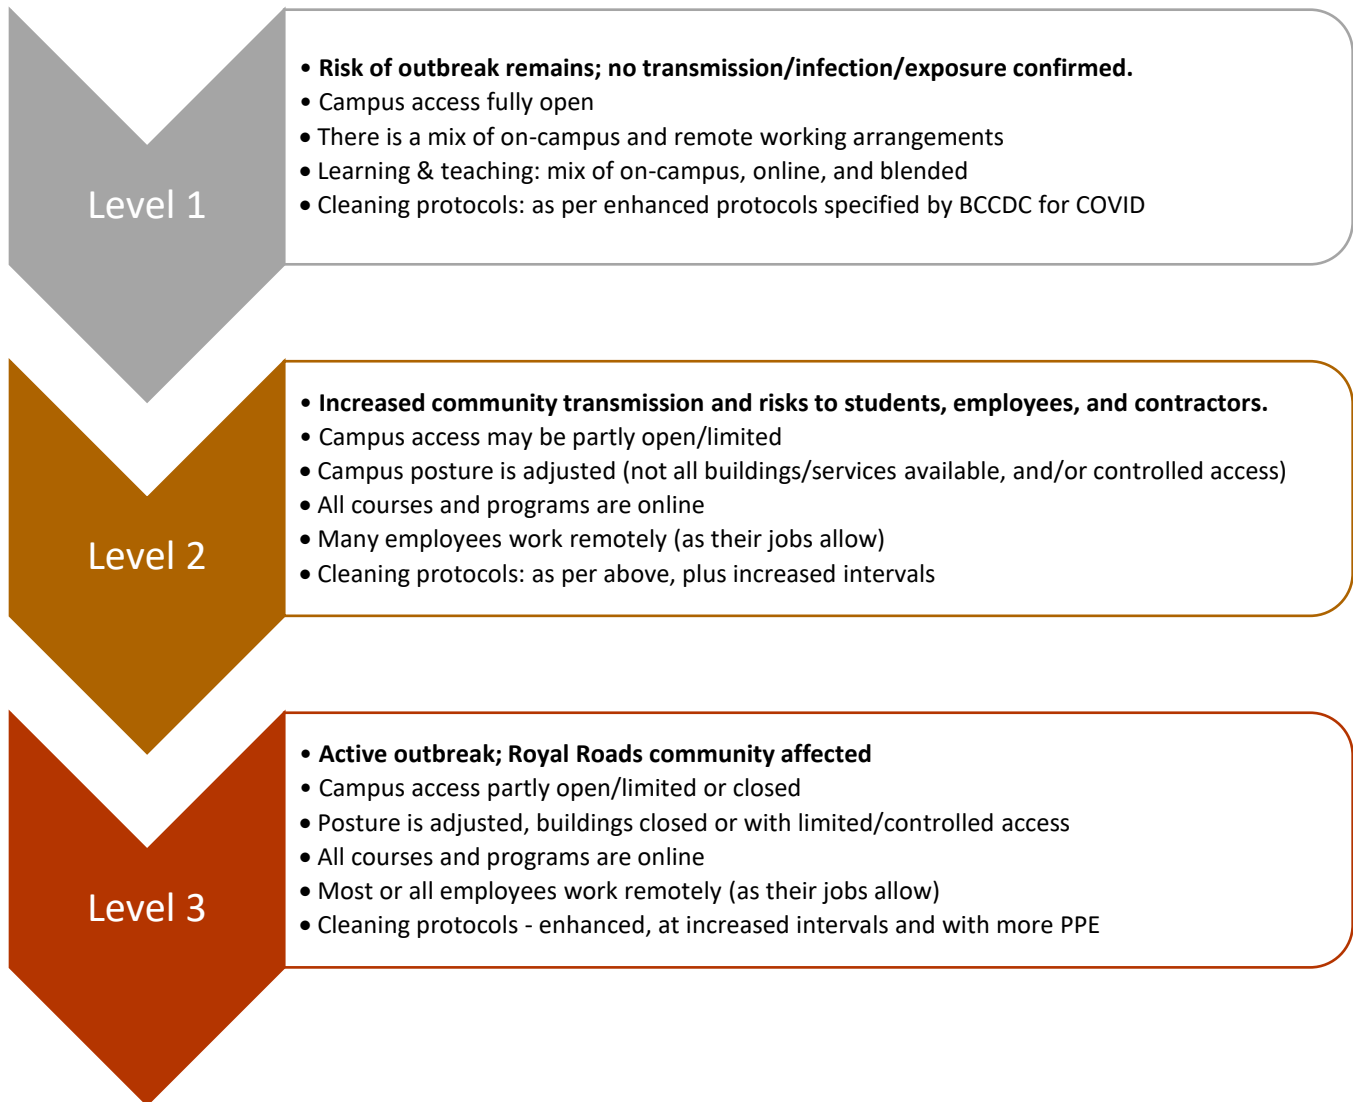 Level 1
• Risk of outbreak remains; no transmission/infection/exposure confirmed.
• Campus access fully open
• There is a mix of on-campus and remote working arrangements
• Learning & teaching: mix of on-campus, online, and blended
• Cleaning protocols: as per enhanced protocols specified by BCCDC for COVID
Level 2
• Increased community transmission and risks to students, employees, and contractors.
• Campus access may be partly open/limited
• Campus posture is adjusted (not all buildings/services available, and/or controlled access)
• All courses and programs are online
• Many employees work remotely (as their jobs allow)
• Cleaning protocols: as per above, plus increased intervals
Level 3
• Active outbreak; Royal Roads community affected
• Campus access partly open/limited or closed
• Posture is adjusted, buildings closed or with limited/controlled access
• All courses and programs are online
• Most or all employees work remotely (as their jobs allow)
• Cleaning protocols - enhanced, at increased intervals and with more PPE